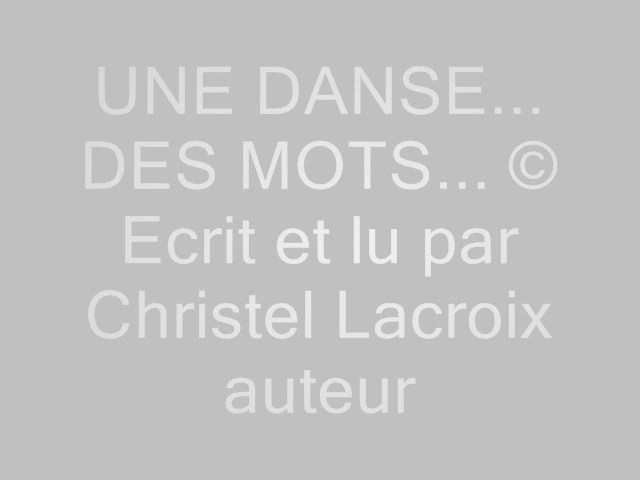 UNE DANSE...
DES MOTS... ©
Ecrit et lu par
Christel Lacroix
auteur